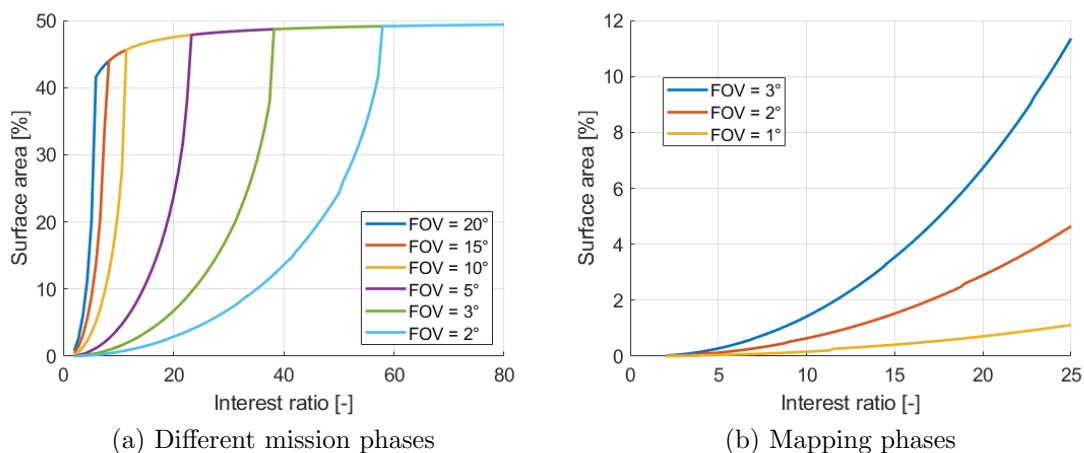 50
40
30
20
10
0
Surface area [%]
FOV = 20°
FOV = 15°
FOV = 10°
FOV = 5°
FOV = 3°
FOV = 2°
0 20 40 60 80
Interest ratio [-]
(a) Different mission phases
12
10
8
6
4
2
0
Surface area [%]
FOV = 3°
FOV = 2°
FOV = 1°
0 5 10 15 20 25
Interest ratio [-]
(b) Mapping phases